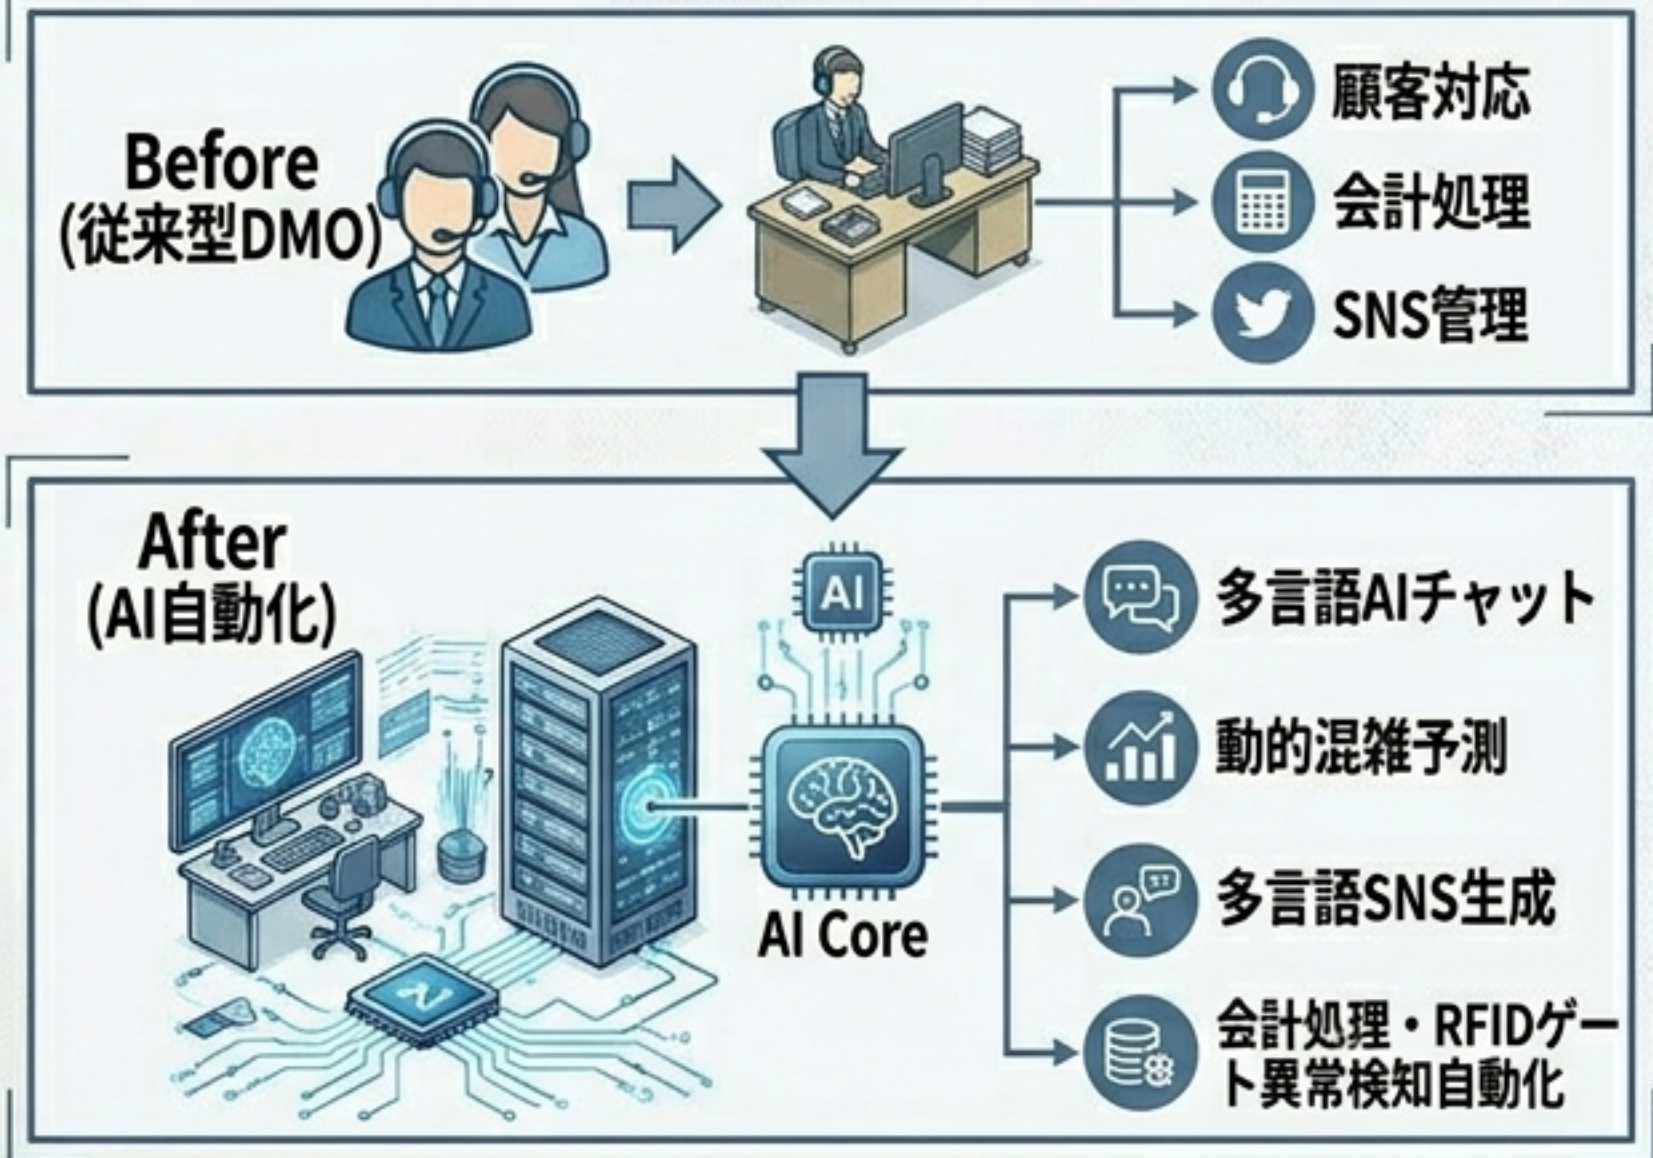 Before
(従来型DMO)
顧客対応
会計処理
SNS管理
After
(AI自動化)
AI
AI Core
多言語AIチャット
動的混雑予測
多言語SNS生成
会計処理・RFIDゲー
ト異常検知自動化